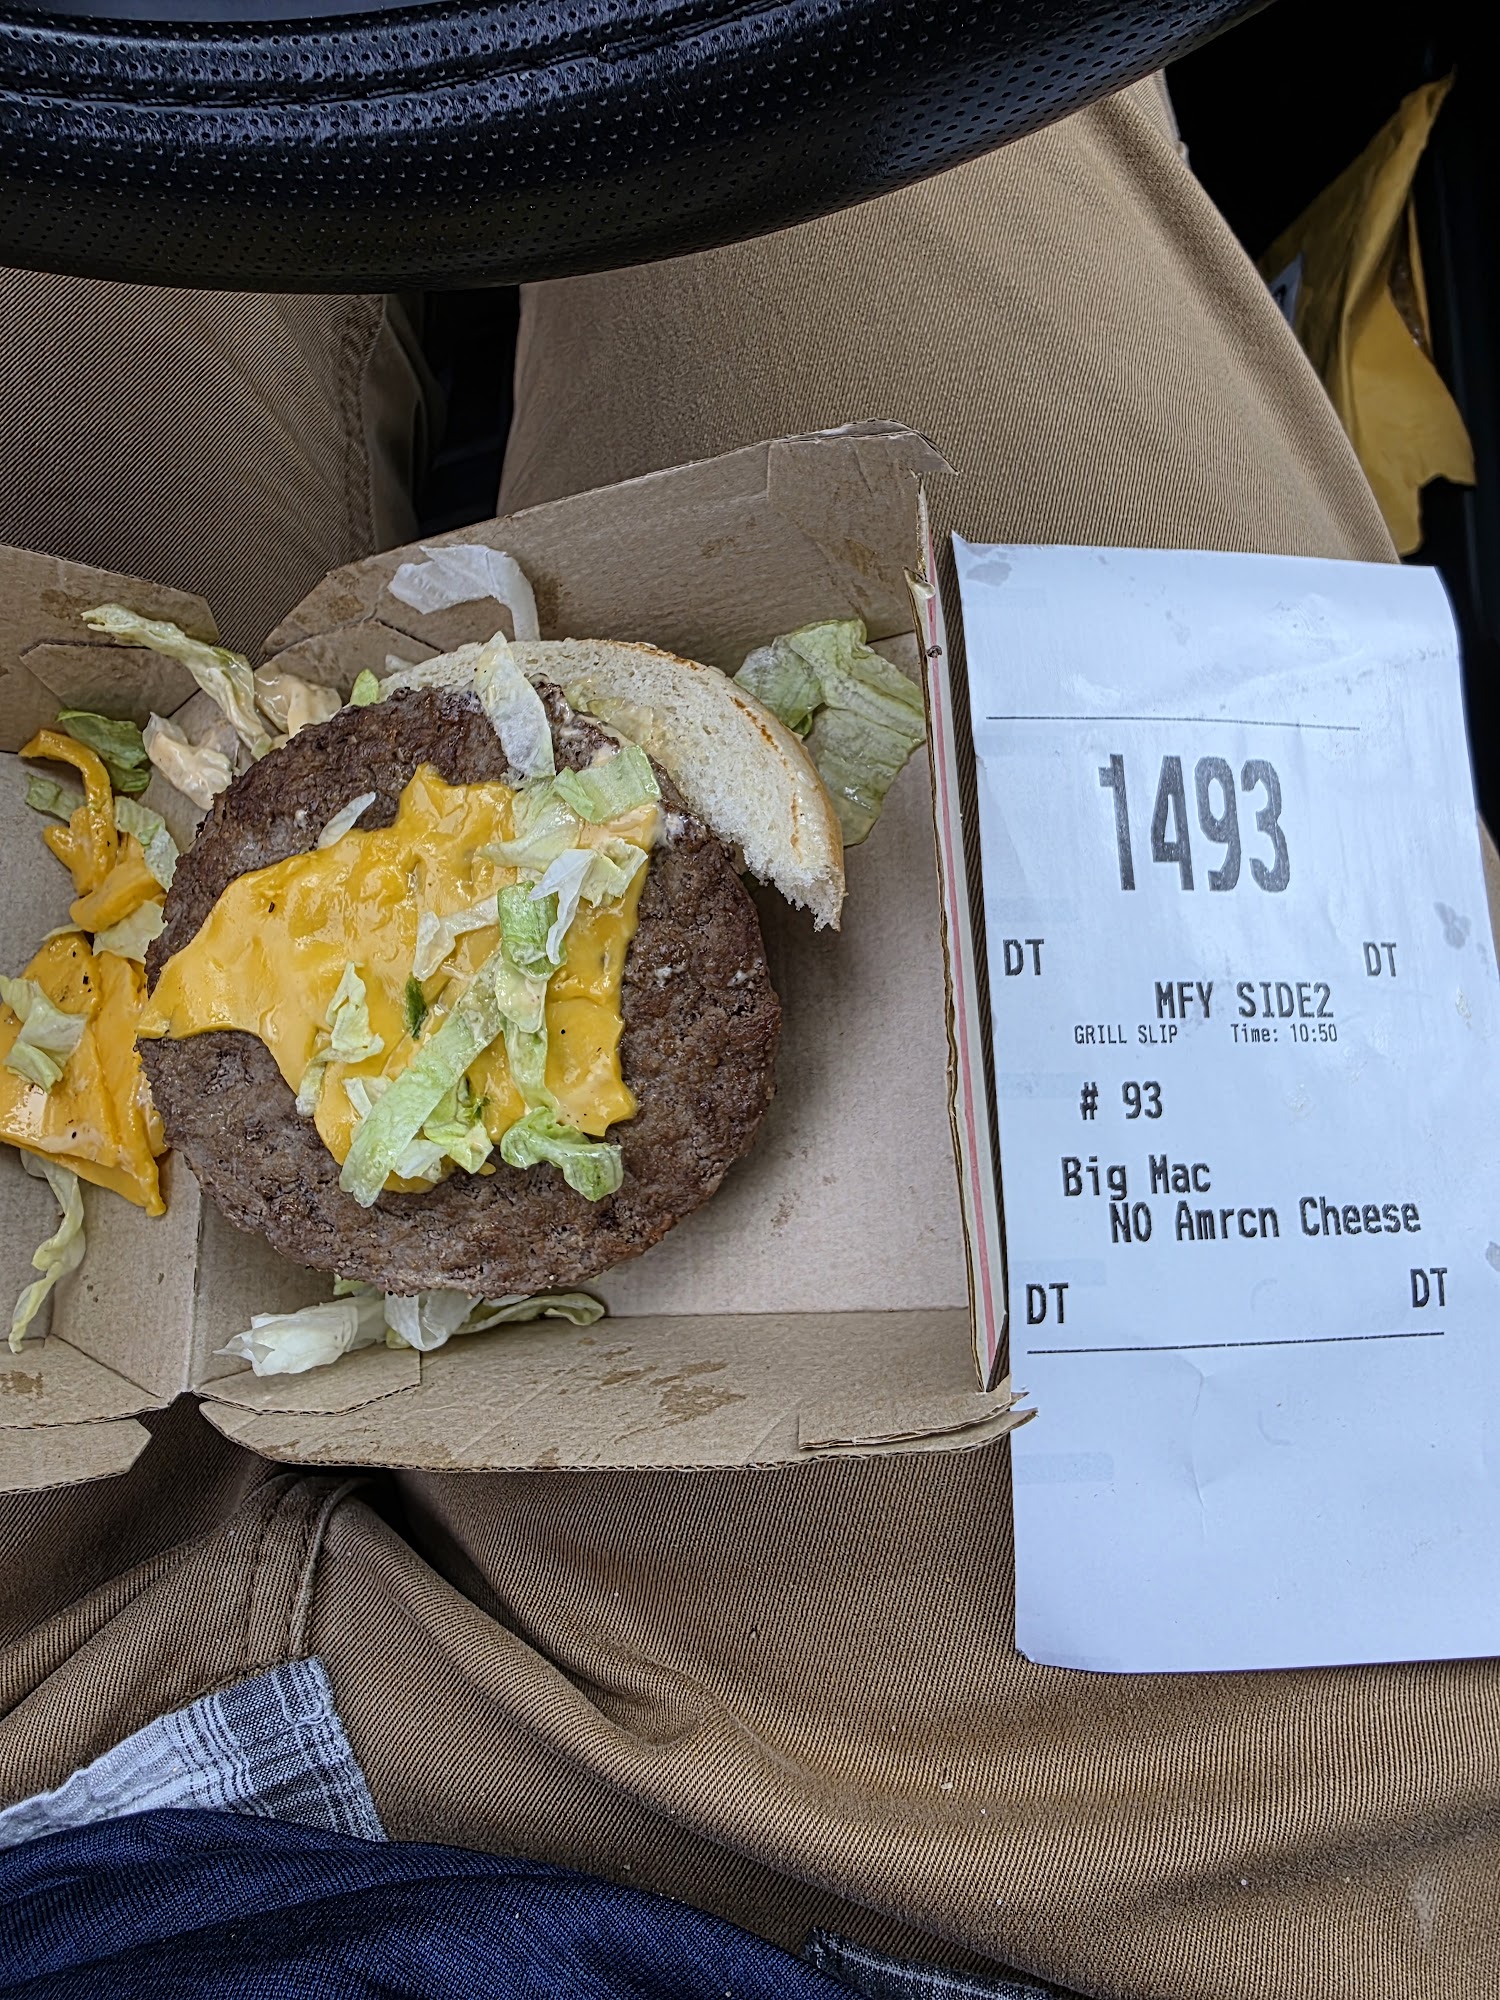 1493
DT DT
MFY SIDE2
GRILL SLIP Time: 10:50
# 93
Big Mac
NO Amrcn Cheese
DT DT